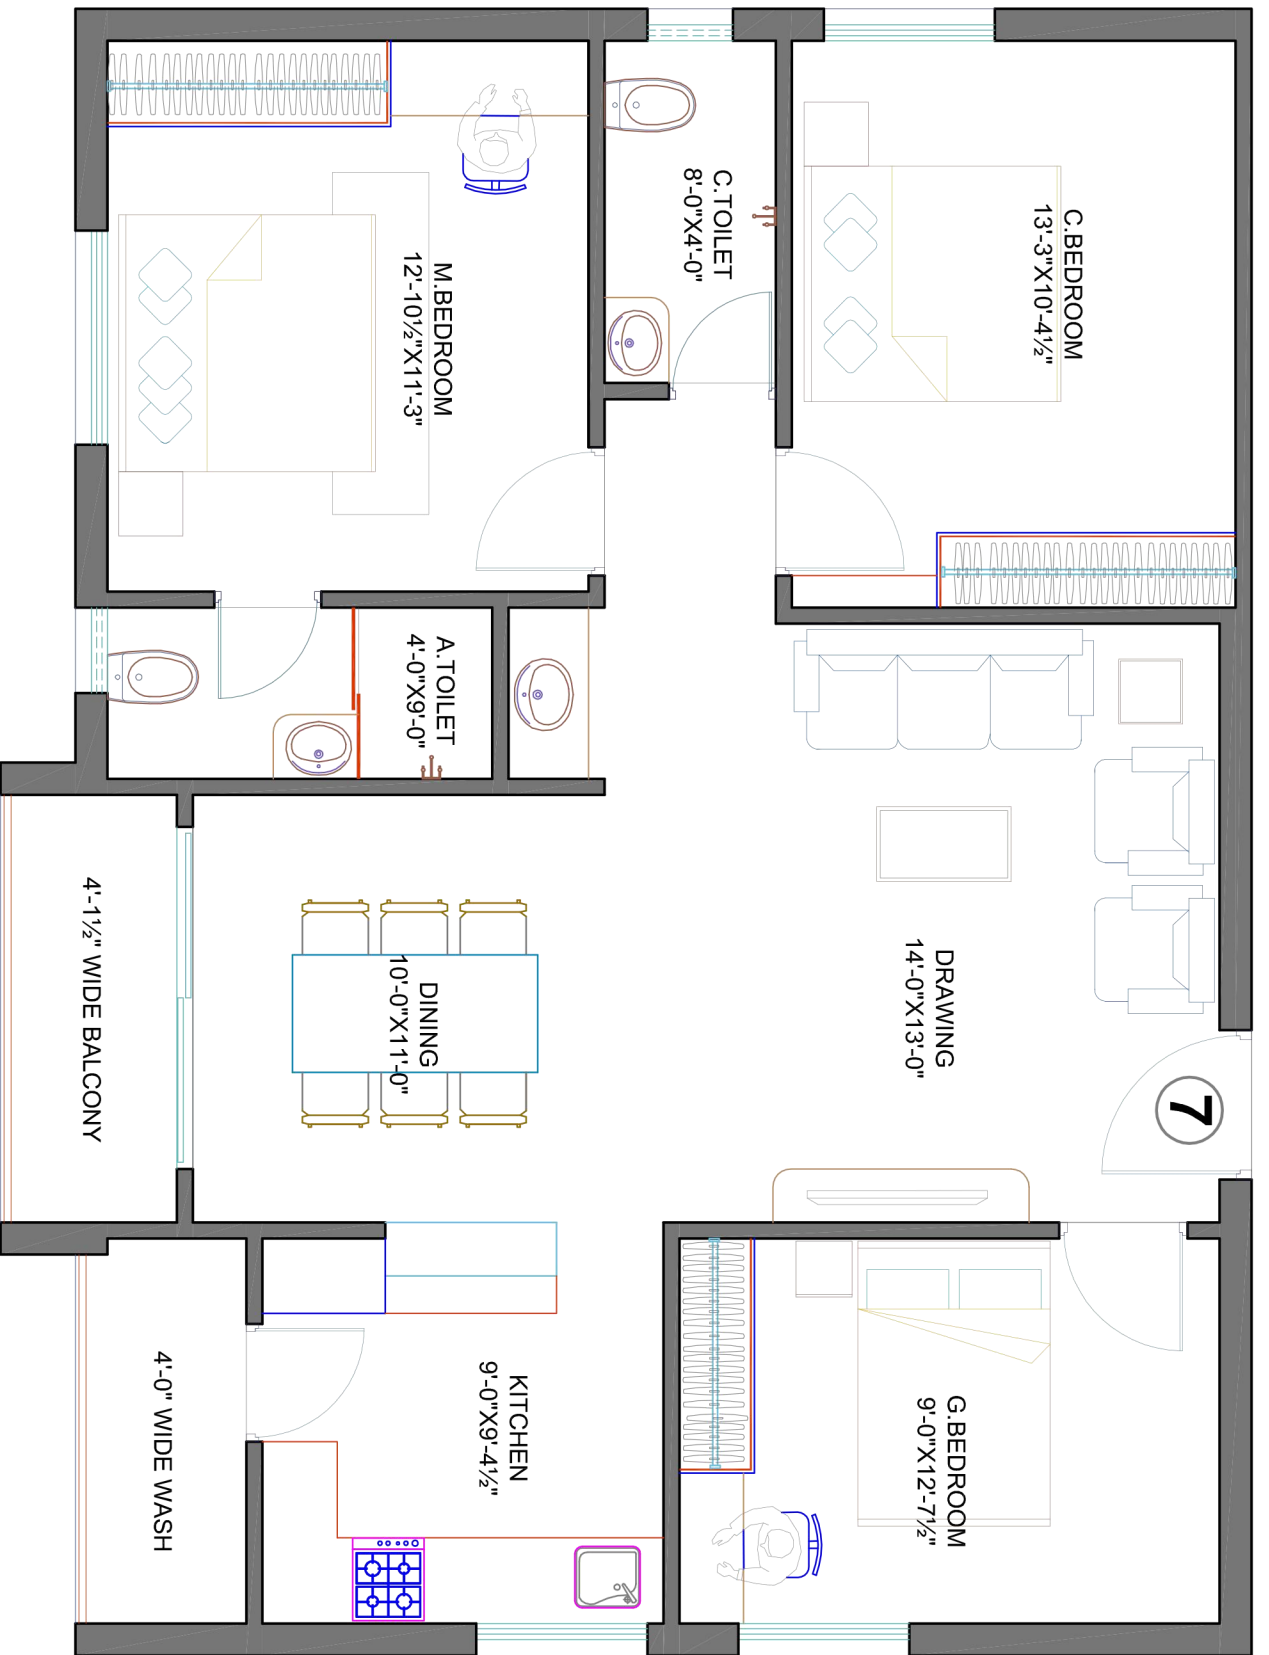 C.BEDROOM
13'-3"X10'-4½"
C.TOILET
8'-0"X4'-0"
M.BEDROOM
12'-10½"X11'-3"
A.TOILET
4'-0"X9'-0"
DRAWING
14'-0"X13'-0"
7
DINING
10'-0"X11'-0"
4'-1½" WIDE BALCONY
G.BEDROOM
9'-0"X12'-7½"
KITCHEN
9'-0"X9'-4½"
4'-0" WIDE WASH